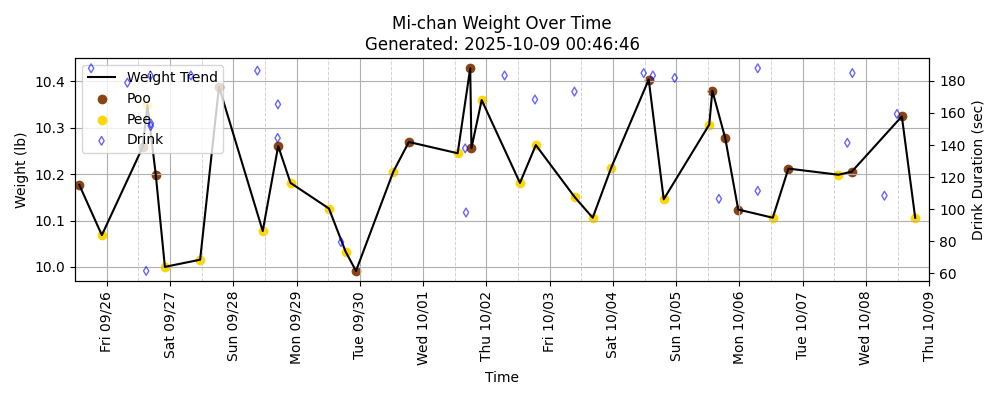 Mi-chan Weight Over Time
Generated: 2025-10-09 00:46:46
Weight Trend
Poo
Pee
Drink
10.4
10.3
10.2
10.1
10.0
Weight (lb)
180
160
140
120
100
80
60
Drink Duration (sec)
Fri 09/26
Sat 09/27
Sun 09/28
Mon 09/29
Tue 09/30
Wed 10/01
Thu 10/02
Fri 10/03
Sat 10/04
Sun 10/05
Mon 10/06
Tue 10/07
Wed 10/08
Thu 10/09
Time